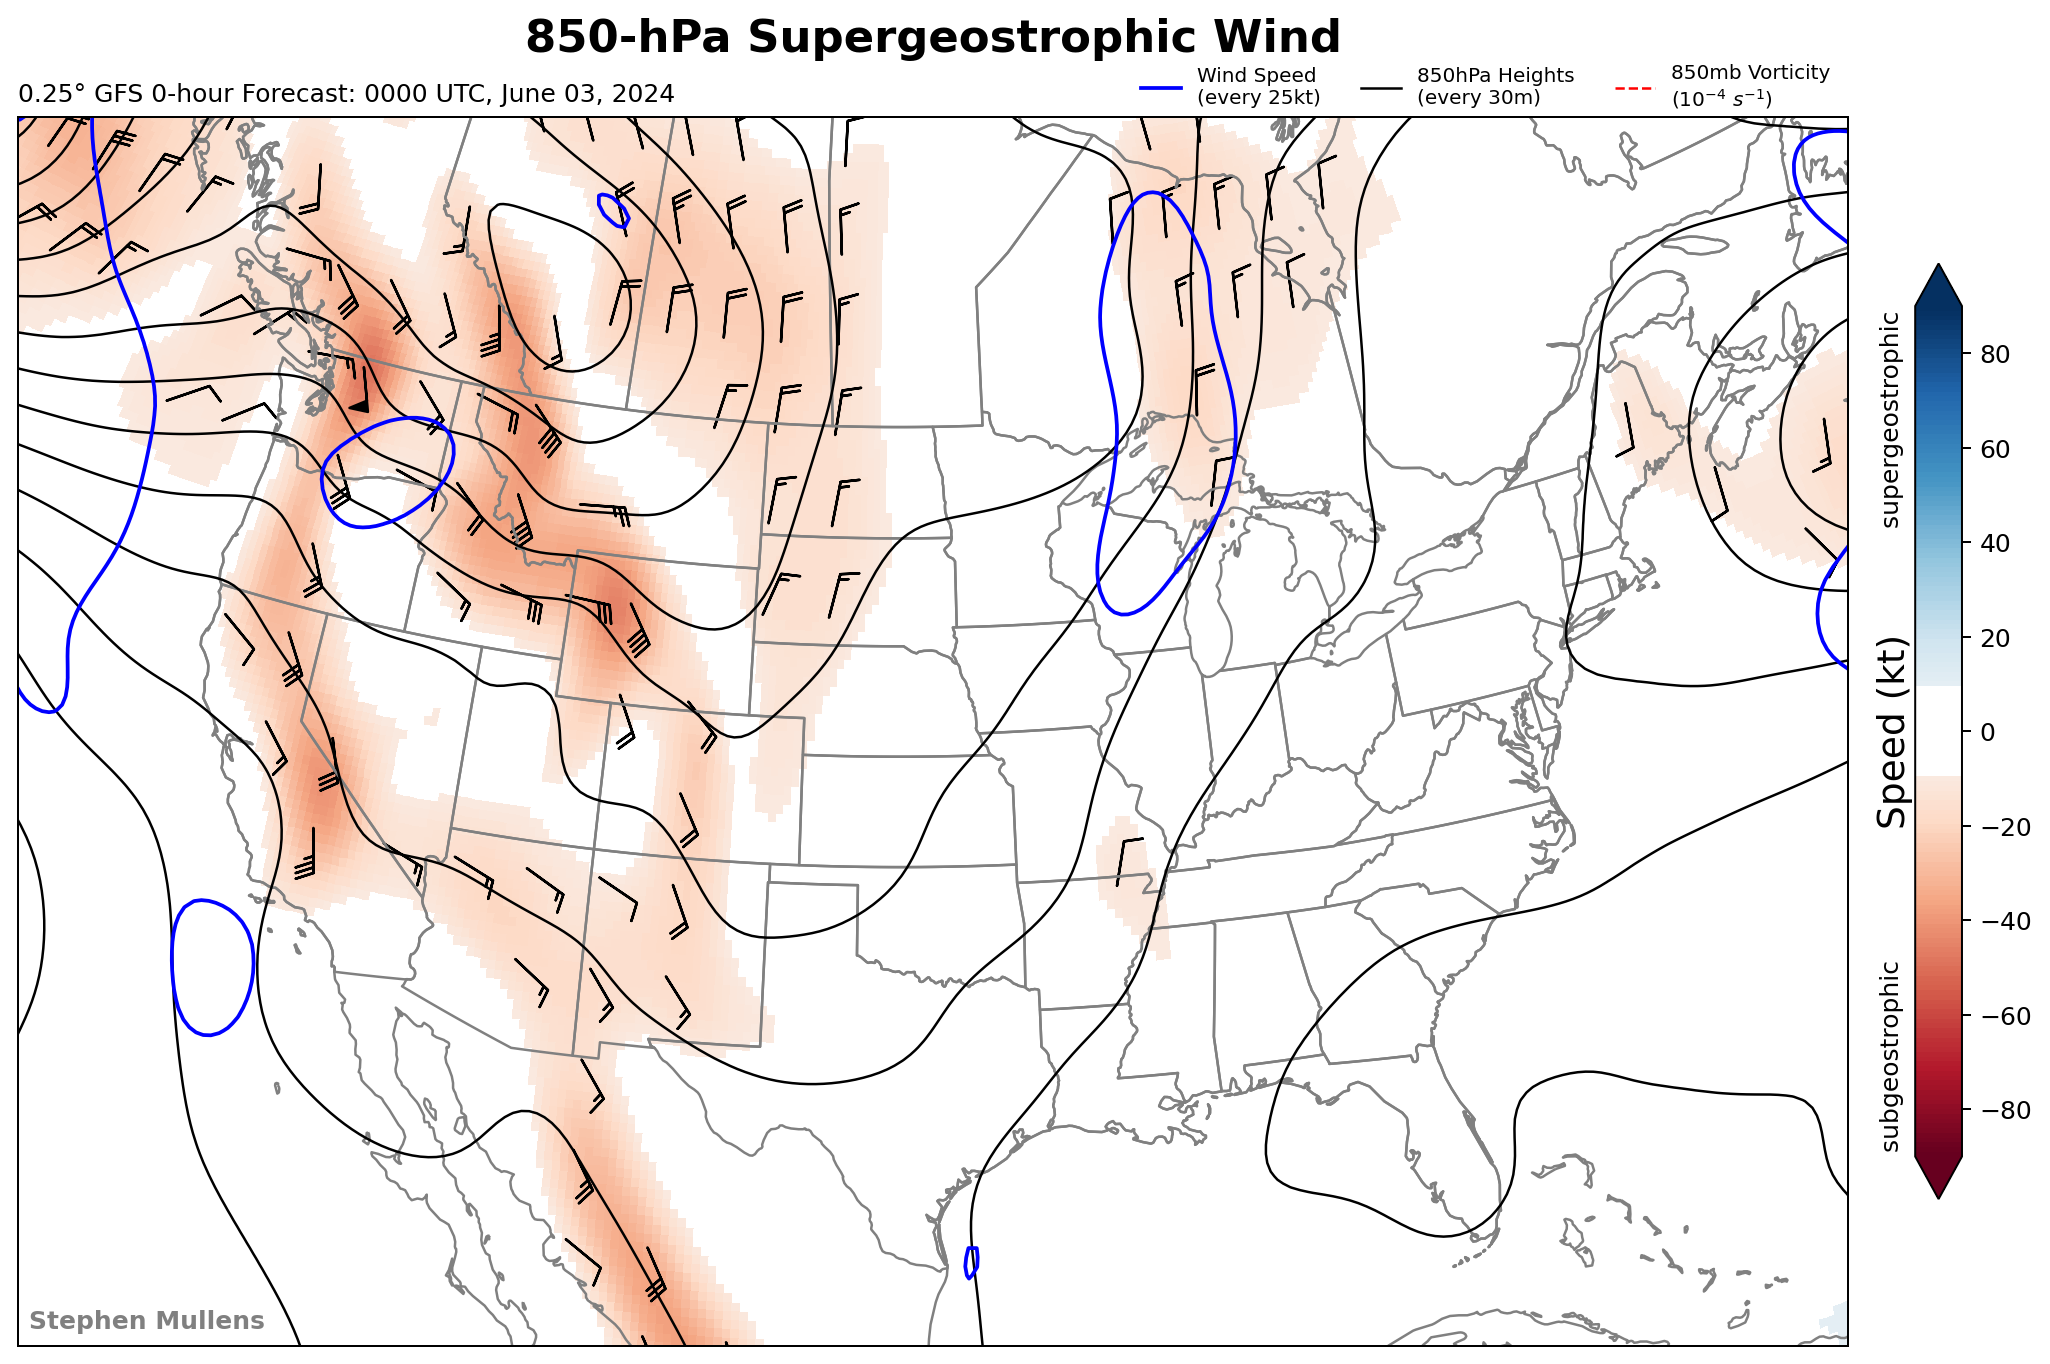 850-hPa Supergeostrophic Wind
0.25° GFS 0-hour Forecast: 0000 UTC, June 03, 2024
Wind Speed
(every 25kt)
850hPa Heights
(every 30m)
850mb Vorticity
(10⁻⁴ s⁻¹)
supergeostrophic
Speed (kt)
subgeostrophic
80
60
40
20
0
−20
−40
−60
−80
Stephen Mullens